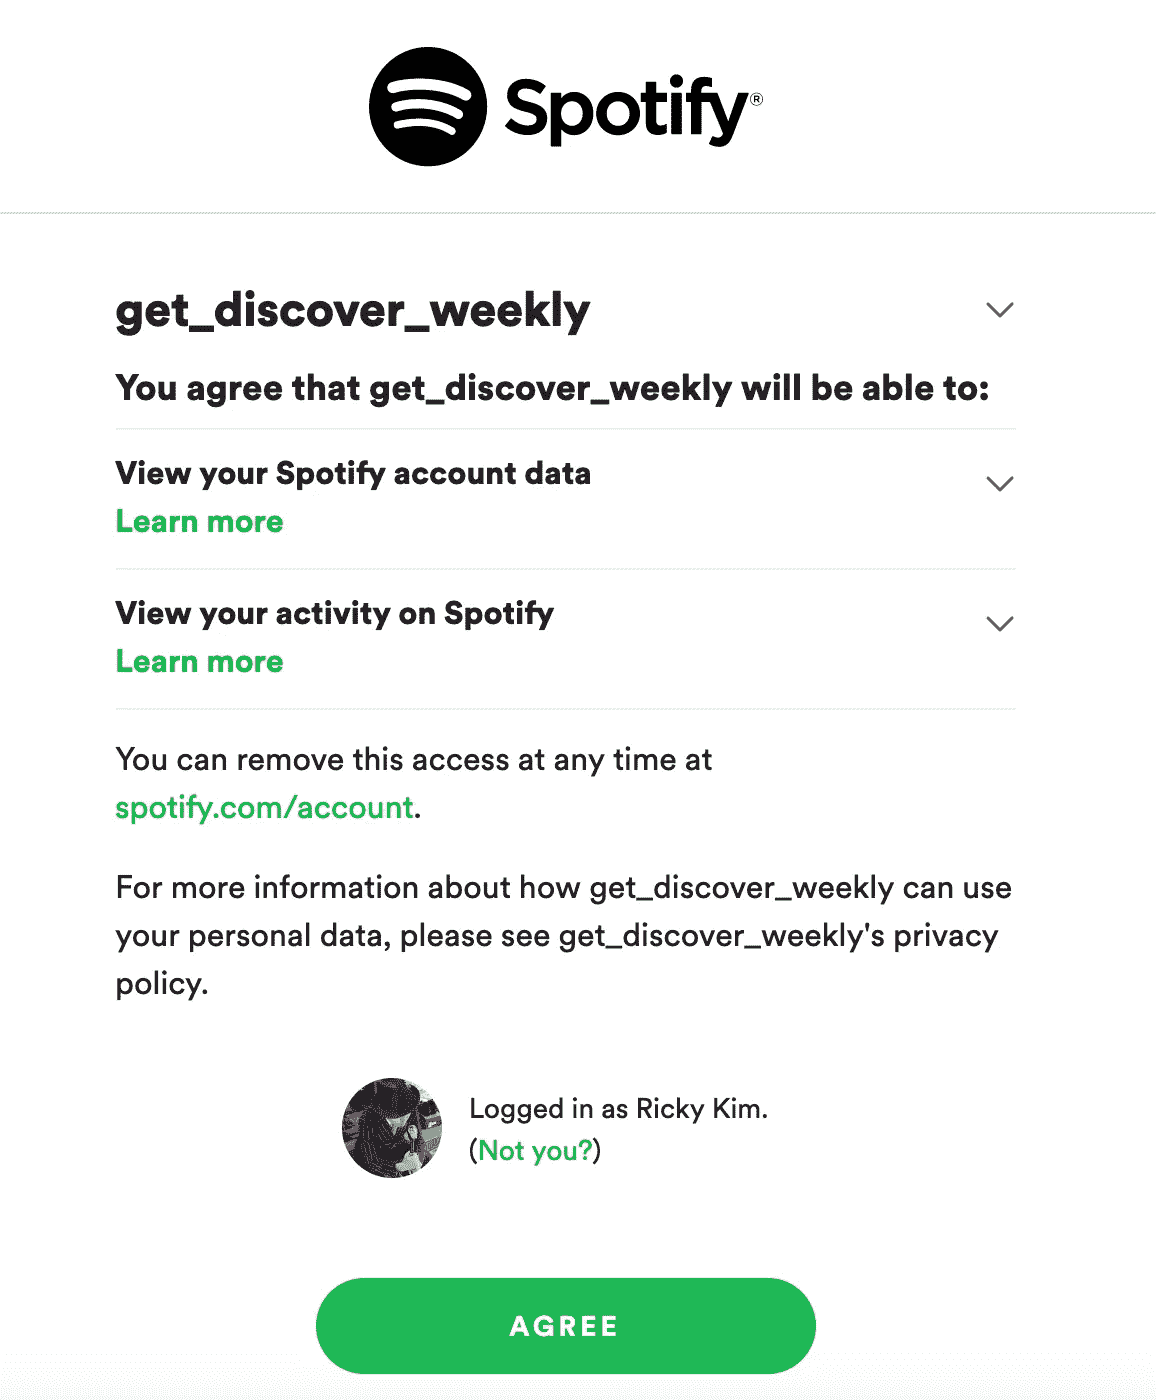 Spotify®
get_discover_weekly
You agree that get_discover_weekly will be able to:
View your Spotify account data
Learn more
View your activity on Spotify
Learn more
You can remove this access at any time at
spotify.com/account.
For more information about how get_discover_weekly can use
your personal data, please see get_discover_weekly's privacy
policy.
Logged in as Ricky Kim.
(Not you?)
AGREE